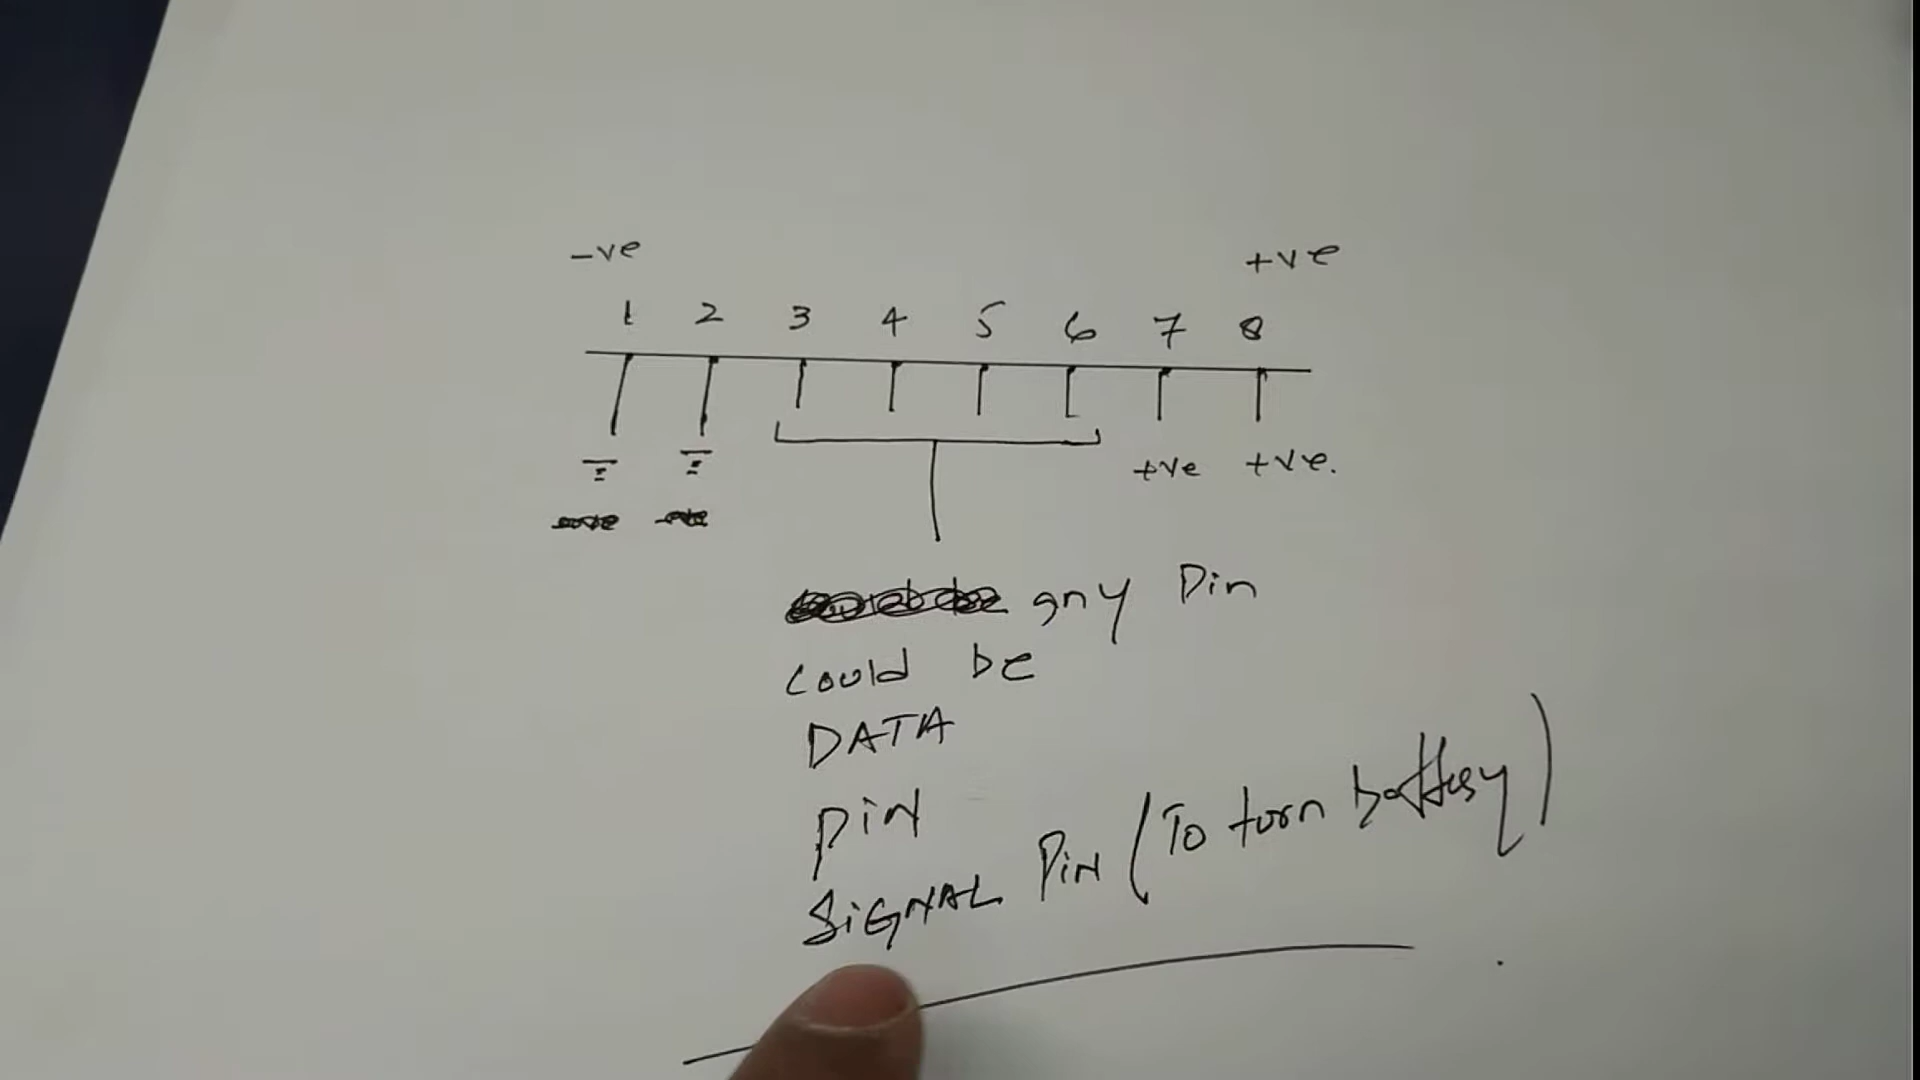 -ve +ve
1 2 3 4 5 6 7 8
+ve +ve.
any Pin
could be
DATA
PiN
SiGNAL PiN (To turn battery)